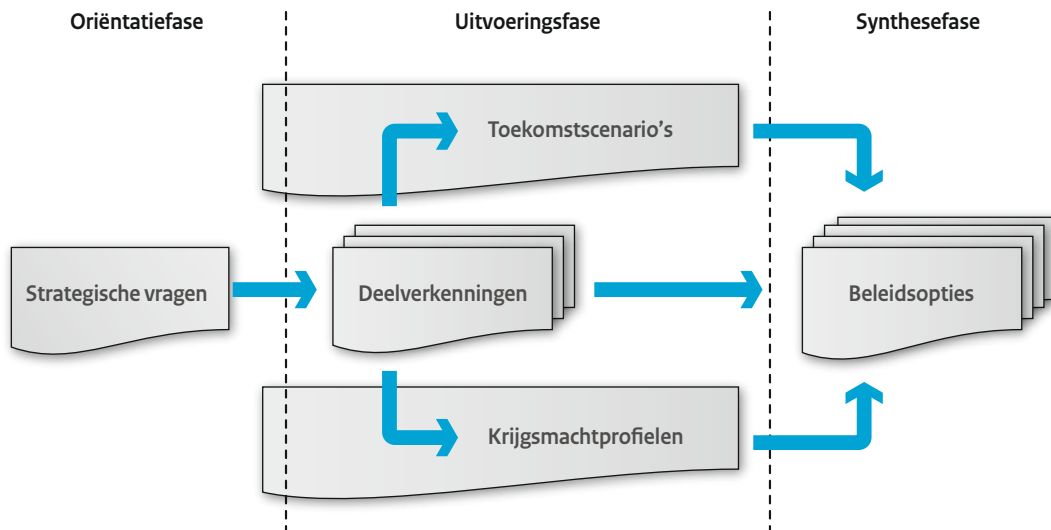 Oriëntatiefase
Uitvoeringsfase
Synthesefase
Toekomstscenario’s
Strategische vragen
Deelverkenningen
Beleidsopties
Krijgsmachtprofielen